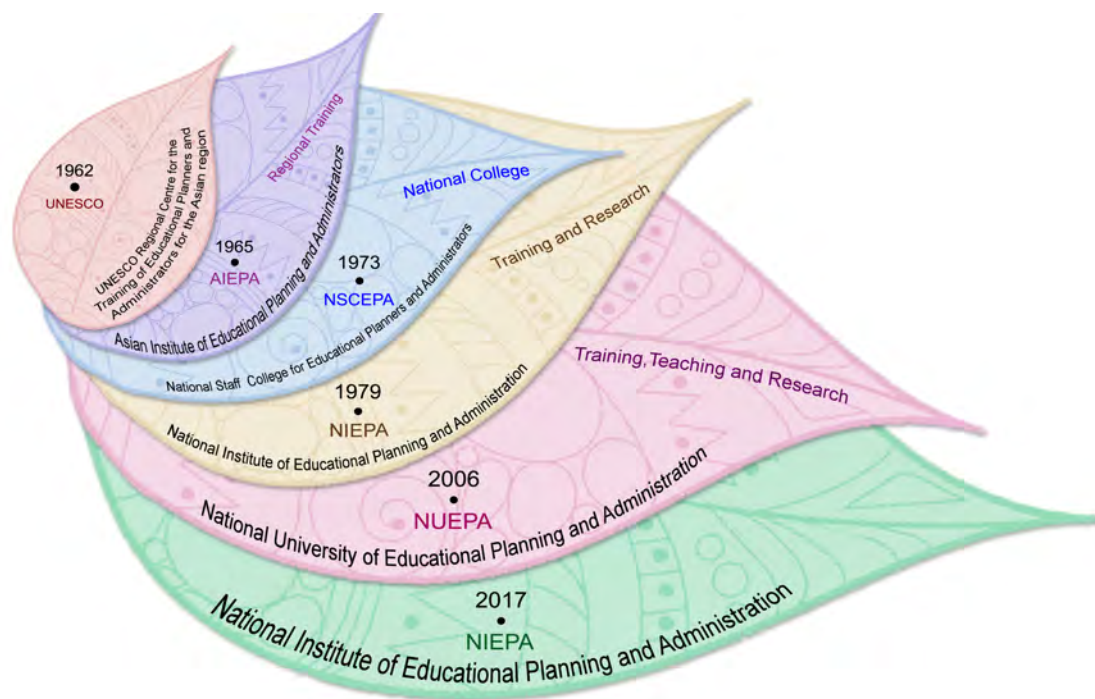 1962
UNESCO
UNESCO Regional Centre for the
Training of Educational Planners and
Administrators for the Asian region
Regional Training
1965
AIEPA
Asian Institute of Educational Planning and Administrators
National College
1973
NSCEPA
National Staff College for Educational Planners and Administrators
Training and Research
1979
NIEPA
National Institute of Educational Planning and Administration
Training, Teaching and Research
2006
NUEPA
National University of Educational Planning and Administration
2017
NIEPA
National Institute of Educational Planning and Administration